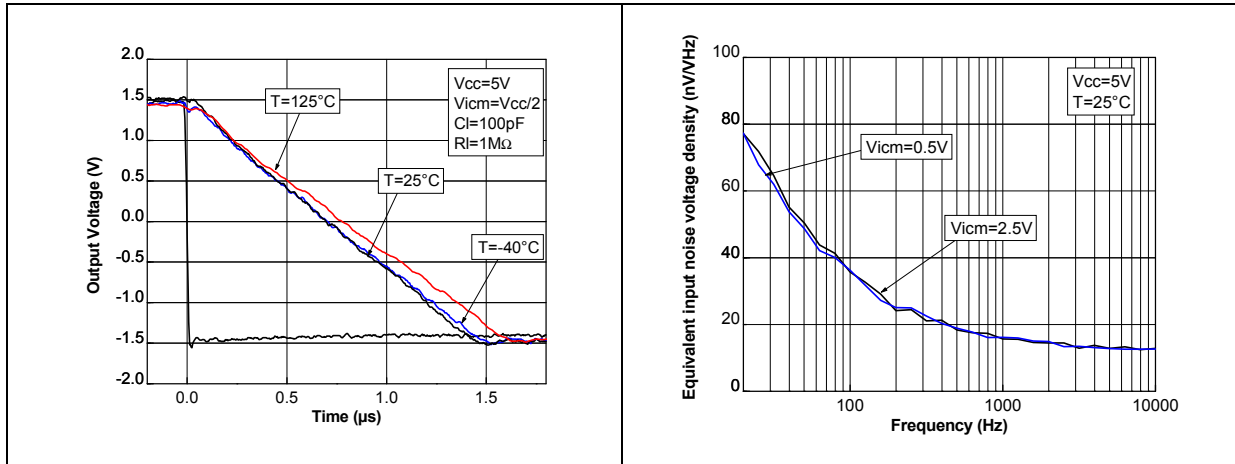 2.0
1.5
1.0
0.5
0.0
-0.5
-1.0
-1.5
-2.0
Output Voltage (V)
T=125°C
Vcc=5V
Vicm=Vcc/2
Cl=100pF
Rl=1MΩ
T=25°C
T=-40°C
0.0
0.5
1.0
1.5
Time (µs)
100
80
60
40
20
0
Equivalent input noise voltage density (nV/VHz)
Vcc=5V
T=25°C
Vicm=0.5V
Vicm=2.5V
100
1000
10000
Frequency (Hz)